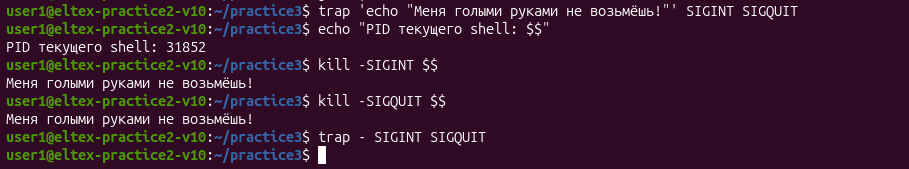 user1@eltex-practice2-v10:~/practice3$ trap 'echo "Меня голыми руками не возьмёшь!"' SIGINT SIGQUIT
user1@eltex-practice2-v10:~/practice3$ echo "PID текущего shell: $$"
PID текущего shell: 31852
user1@eltex-practice2-v10:~/practice3$ kill -SIGINT $$
Меня голыми руками не возьмёшь!
user1@eltex-practice2-v10:~/practice3$ kill -SIGQUIT $$
Меня голыми руками не возьмёшь!
user1@eltex-practice2-v10:~/practice3$ trap - SIGINT SIGQUIT
user1@eltex-practice2-v10:~/practice3$